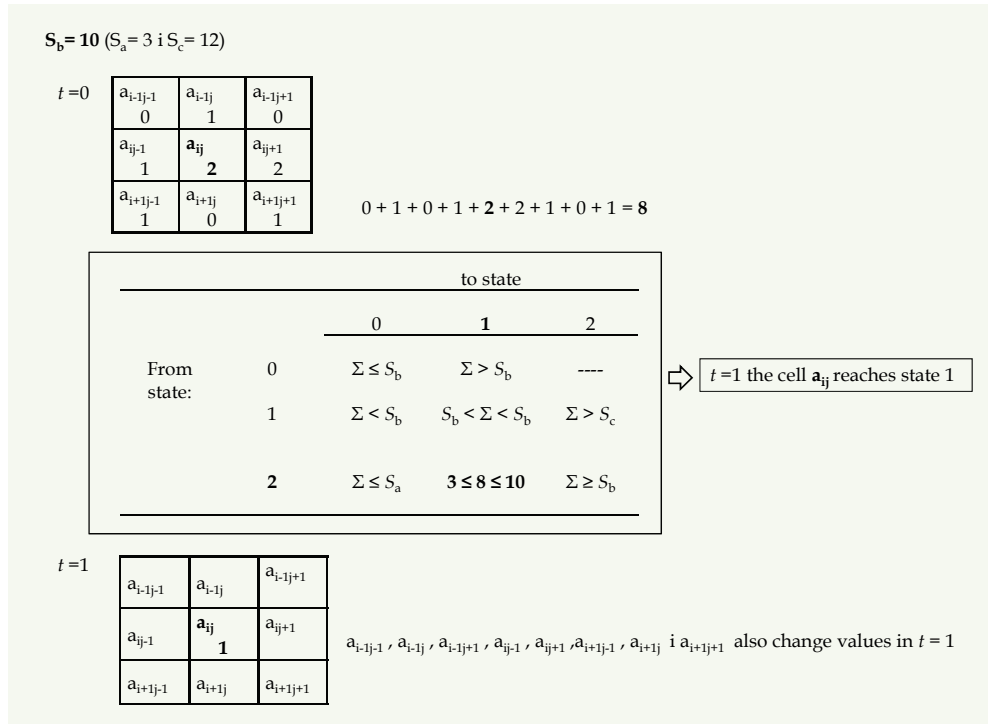 S_b= 10 (S_a= 3 i S_c= 12)
t =0
a_i-1j-1 a_i-1j a_i-1j+1
0 1 0
a_ij-1 a_ij a_ij+1
1 2 2
a_i+1j-1 a_i+1j a_i+1j+1
1 0 1
0 + 1 + 0 + 1 + 2 + 2 + 1 + 0 + 1 = 8
to state
0 1 2
From state:
0 Σ ≤ S_b Σ > S_b ----
1 Σ < S_b S_b < Σ < S_b Σ > S_c
2 Σ ≤ S_a 3 ≤ 8 ≤ 10 Σ ≥ S_b
t =1 the cell a_ij reaches state 1
t =1
a_i-1j-1 a_i-1j a_i-1j+1
a_ij-1 a_ij a_ij+1
1
a_i+1j-1 a_i+1j a_i+1j+1
a_i-1j-1 , a_i-1j , a_i-1j+1 , a_ij-1 , a_ij+1 ,a_i+1j-1 , a_i+1j i a_i+1j+1 also change values in t = 1